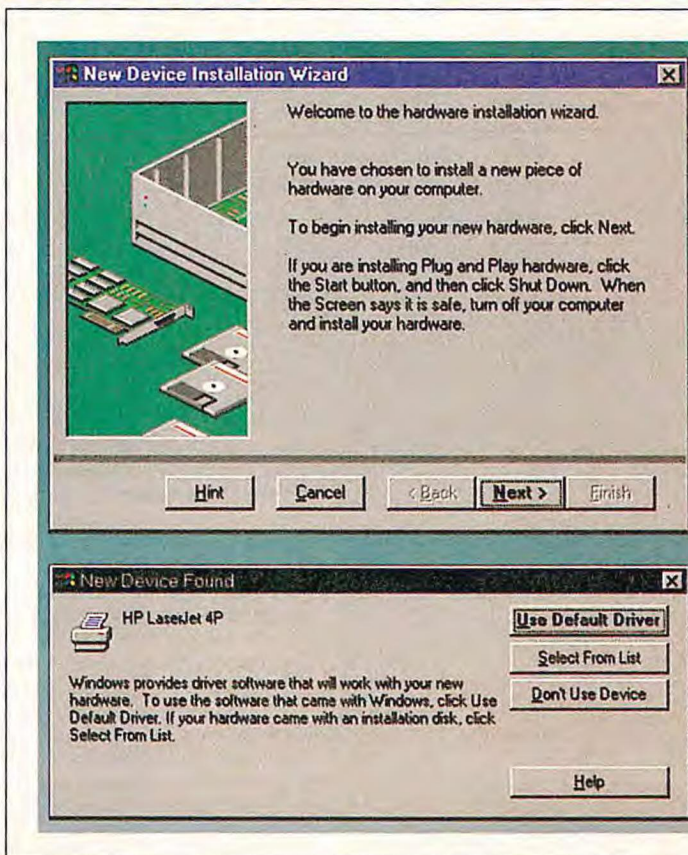 New Device Installation Wizard
Welcome to the hardware installation wizard.
You have chosen to install a new piece of
hardware on your computer.
To begin installing your new hardware, click Next.
If you are installing Plug and Play hardware, click
the Start button, and then click Shut Down. When
the Screen says it is safe, turn off your computer
and install your hardware.
Hint
Cancel
< Back
Next >
Finish
New Device Found
HP LaserJet 4P
Use Default Driver
Select From List
Don't Use Device
Windows provides driver software that will work with your new
hardware. To use the software that came with Windows, click Use
Default Driver. If your hardware came with an installation disk, click
Select From List.
Help